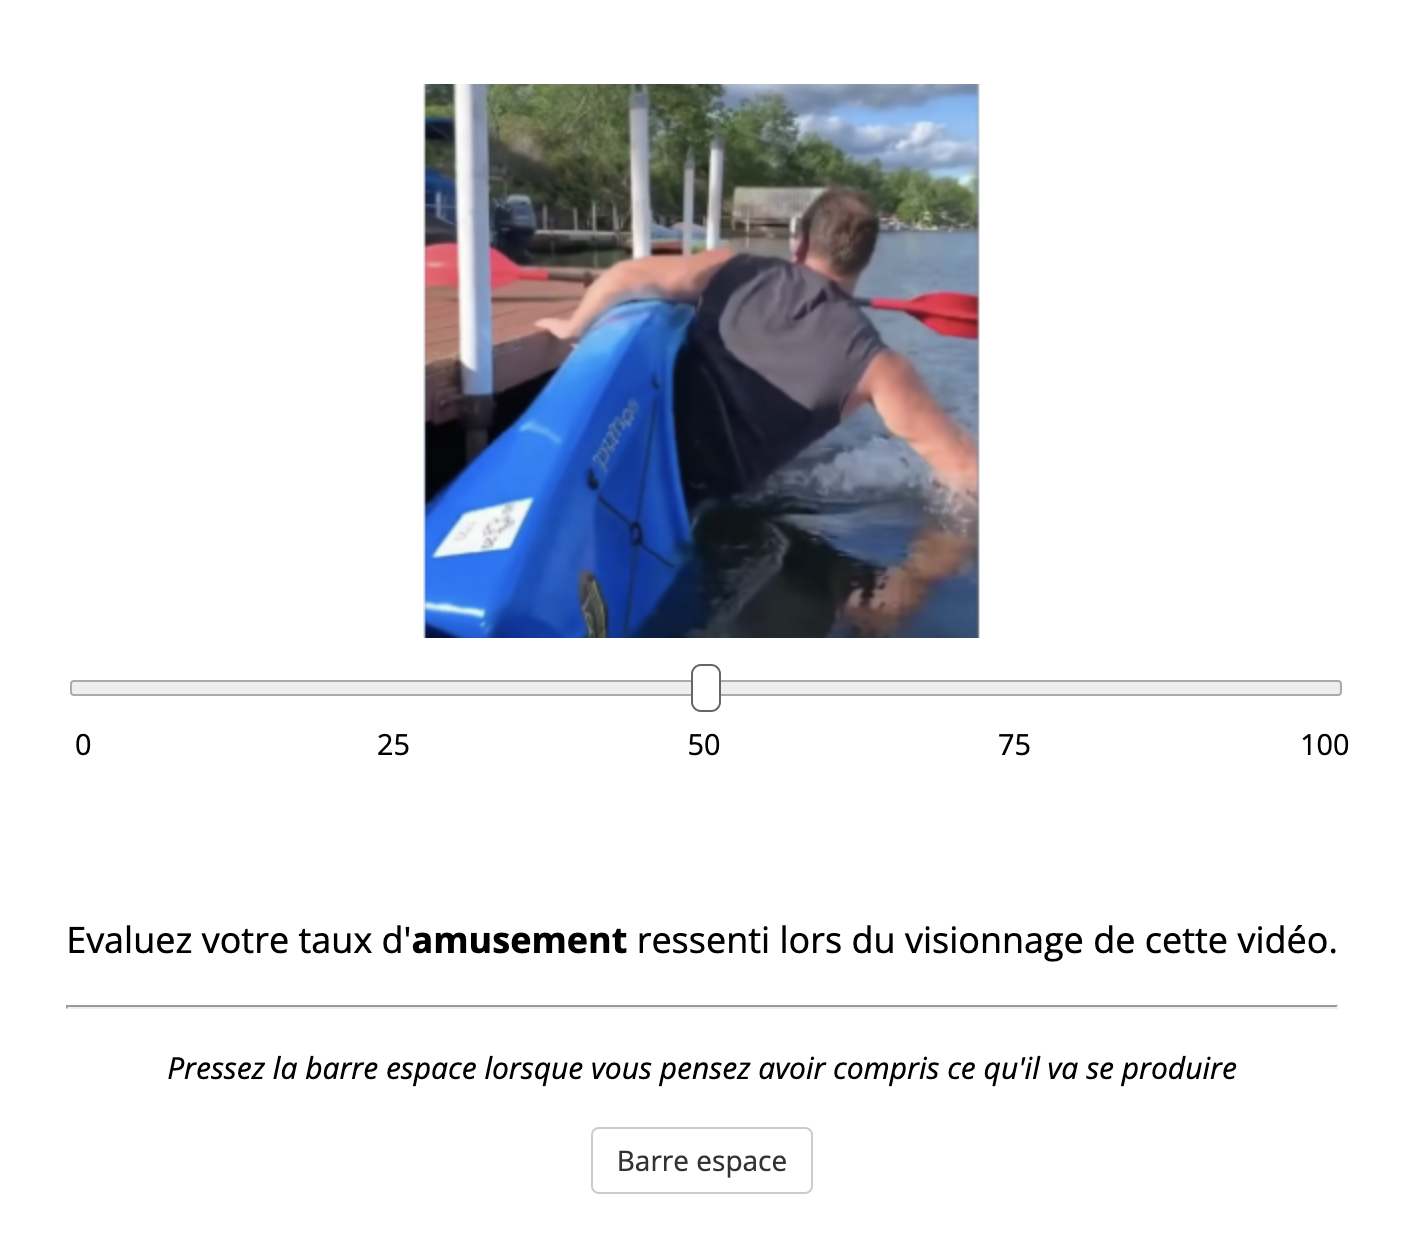 sound
0
25
50
75
100
Evaluez votre taux d'amusement ressenti lors du visionnage de cette vidéo.
Pressez la barre espace lorsque vous pensez avoir compris ce qu'il va se produire
Barre espace